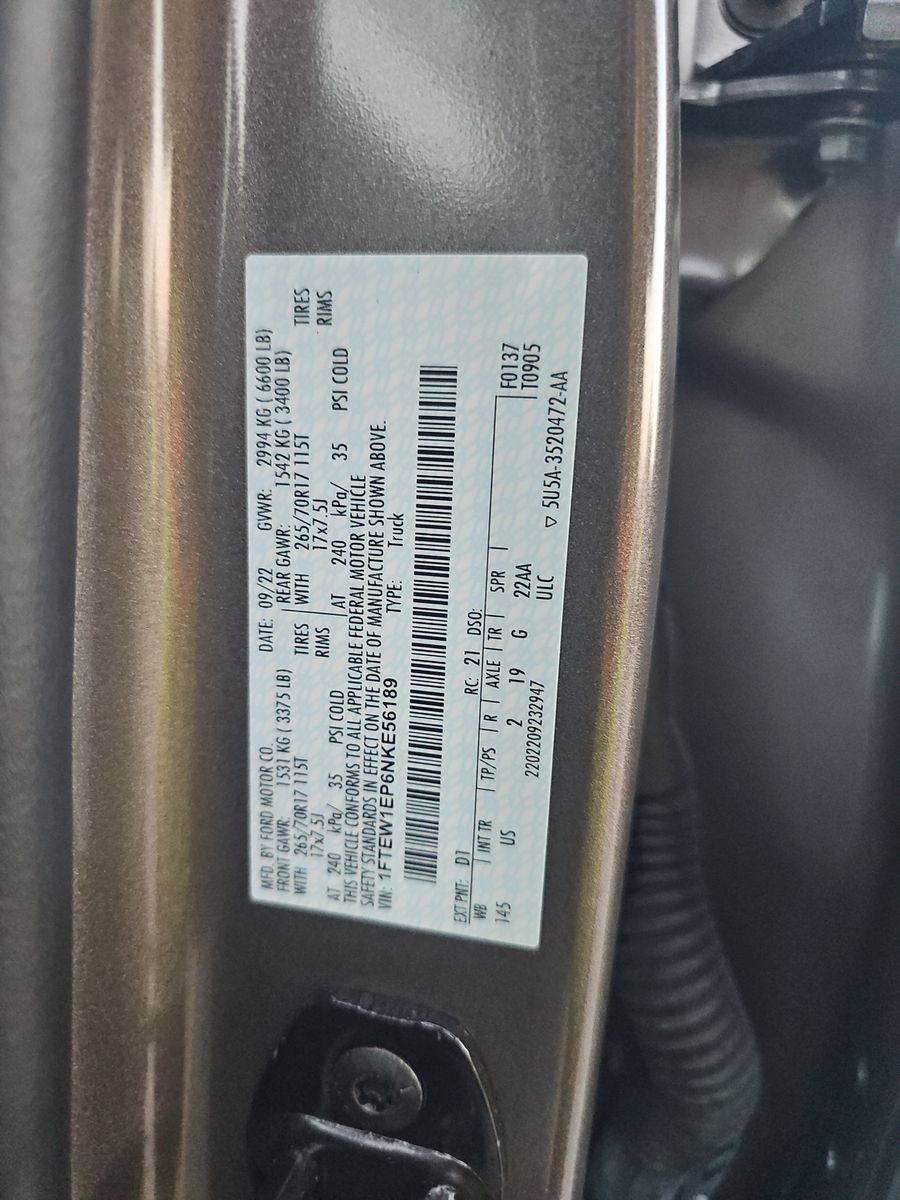 MFD. BY FORD MOTOR CO.
DATE: 09/22 GVWR: 2994 KG ( 6600 LB)
FRONT GAWR: 1531 KG ( 3375 LB) REAR GAWR: 1542 KG ( 3400 LB)
WITH 265/70R17 115T TIRES WITH 265/70R17 115T TIRES
17x7.5J RIMS 17x7.5J RIMS
AT 240 kPa/ 35 PSI COLD AT 240 kPa/ 35 PSI COLD
THIS VEHICLE CONFORMS TO ALL APPLICABLE FEDERAL MOTOR VEHICLE
SAFETY STANDARDS IN EFFECT ON THE DATE OF MANUFACTURE SHOWN ABOVE.
VIN: 1FTEW1EP6NKE56189 TYPE: Truck
EXT PNT: D1 RC: 21 DSO:
WB INT TR TP/PS R AXLE TR SPR F0137
145 US 2 19 G 22AA T0905
2202209232947 ULC ▽ 5U5A-3520472-AA